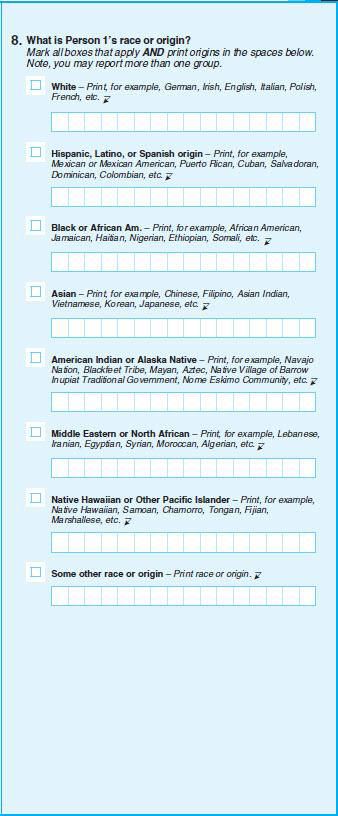 8. What is Person 1's race or origin?
Mark all boxes that apply AND print origins in the spaces below.
Note, you may report more than one group.
White – Print, for example, German, Irish, English, Italian, Polish,
French, etc.
Hispanic, Latino, or Spanish origin – Print, for example,
Mexican or Mexican American, Puerto Rican, Cuban, Salvadoran,
Dominican, Colombian, etc.
Black or African Am. – Print, for example, African American,
Jamaican, Haitian, Nigerian, Ethiopian, Somali, etc.
Asian – Print, for example, Chinese, Filipino, Asian Indian,
Vietnamese, Korean, Japanese, etc.
American Indian or Alaska Native – Print, for example, Navajo
Nation, Blackfeet Tribe, Mayan, Aztec, Native Village of Barrow
Inupiat Traditional Government, Nome Eskimo Community, etc.
Middle Eastern or North African – Print, for example, Lebanese,
Iranian, Egyptian, Syrian, Moroccan, Algerian, etc.
Native Hawaiian or Other Pacific Islander – Print, for example,
Native Hawaiian, Samoan, Chamorro, Tongan, Fijian,
Marshallese, etc.
Some other race or origin – Print race or origin.